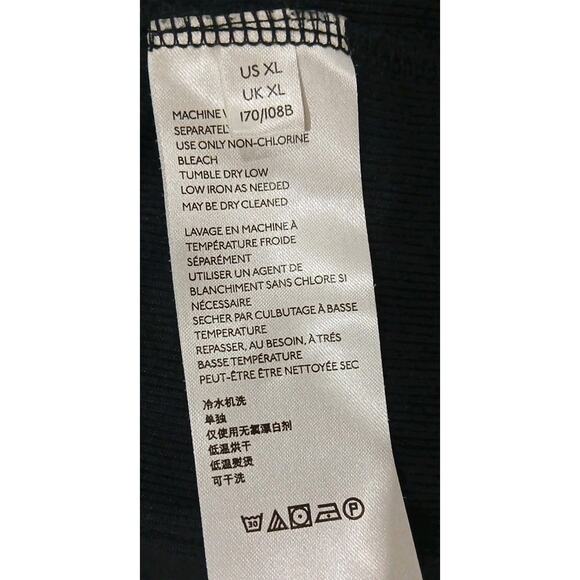 US XL
UK XL
170/108B
MACHINE
SEPARATEL
USE ONLY NON-CHLORINE
BLEACH
TUMBLE DRY LOW
LOW IRON AS NEEDED
MAY BE DRY CLEANED
LAVAGE EN MACHINE À
TEMPÉRATURE FROIDE
SÉPARÉMENT
UTILISER UN AGENT DE
BLANCHIMENT SANS CHLORE SI
NÉCESSAIRE
SECHER PAR CULBUTAGE À BASSE
TEMPERATURE
REPASSER, AU BESOIN, À TRÉS
BASSE TEMPÉRATURE
PEUT-ÊTRE ÊTRE NETTOYÉE SEC
冷水机洗
单独
仅使用无氯漂白剂
低温烘干
低温熨烫
可干洗
30 P